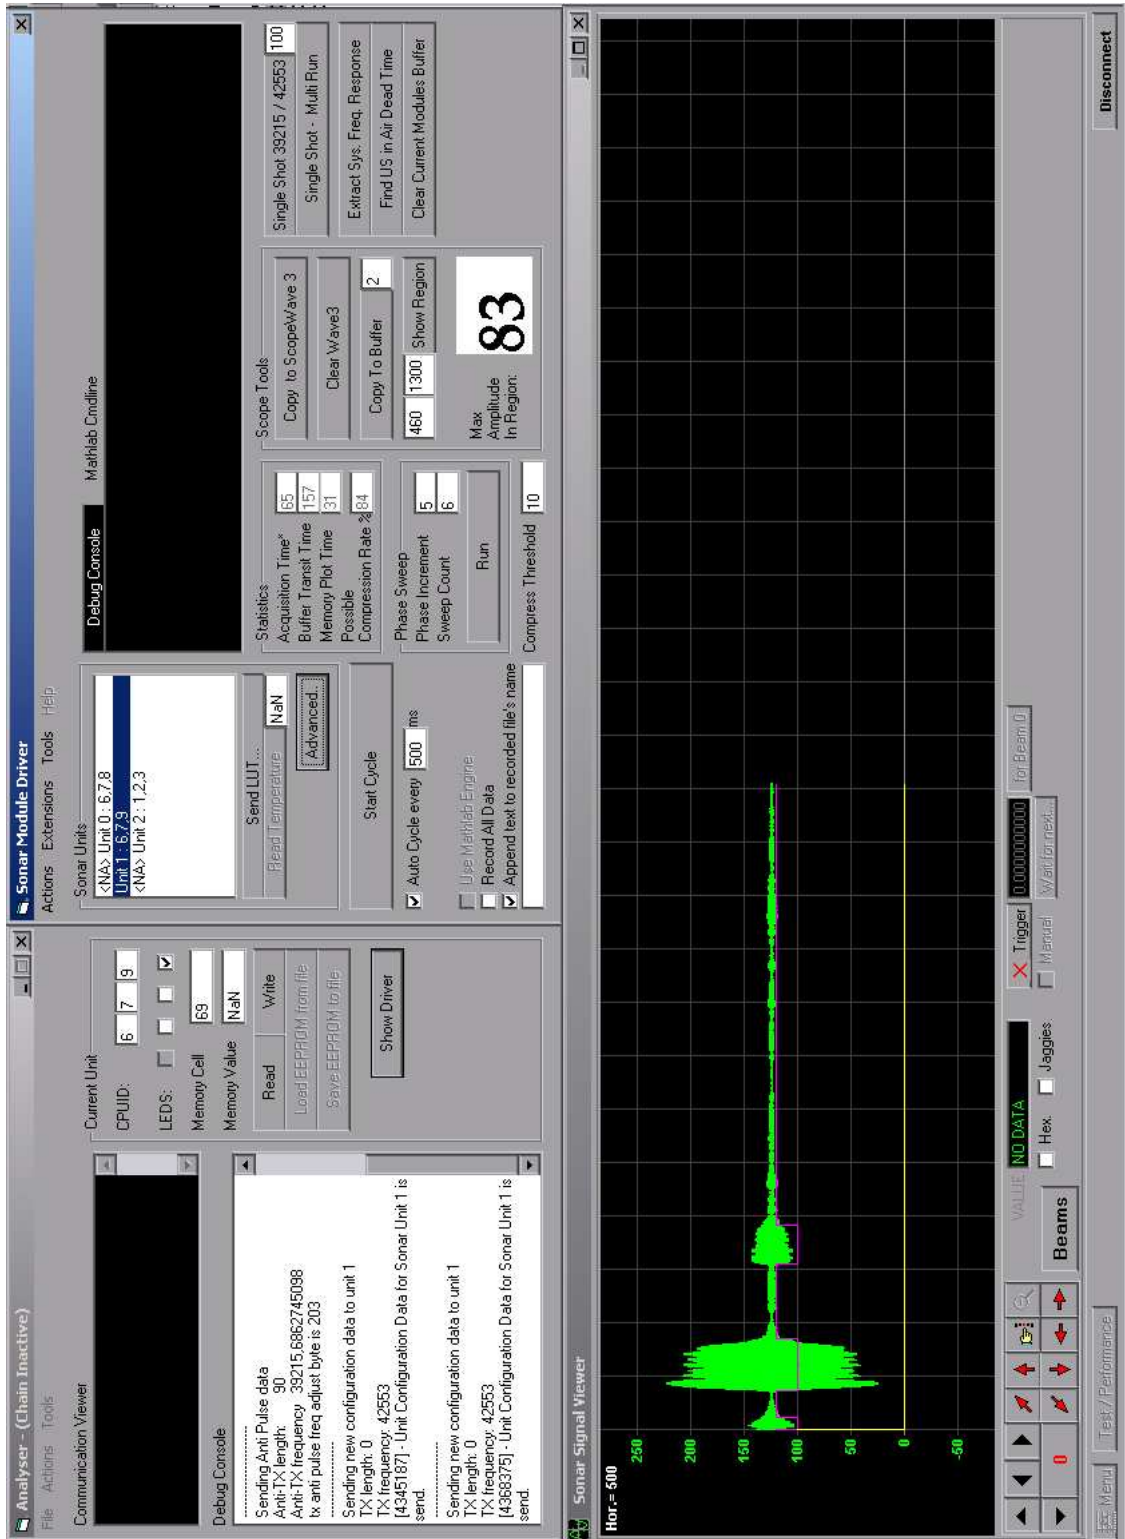 Analyser - (Chain Inactive)
File Actions Tools
Communication Viewer
Debug Console
Sending Anti Pulse data
Anti-TX length: 90
Anti-TX frequency 39215.6862745098
tx anti pulse freq adjust byte is 203
Sending new configuration data to unit 1
TX length: 0
TX frequency: 42553
[4345187] - Unit Configuration Data for Sonar Unit 1 is
send.
Sending new configuration data to unit 1
TX length: 0
TX frequency: 42553
[4368375] - Unit Configuration Data for Sonar Unit 1 is
send.
Current Unit
CPUID: 6 7 9
LEDS:
Memory Cell 69
Memory Value NaN
Read Write
Load EEPROM from file
Save EEPROM to file
Show Driver
Sonar Module Driver
Actions Extensions Tools Help
Sonar Units
<NA> Unit 0 : 6,7,8
Unit 1 : 6,7,9
<NA> Unit 2 : 1,2,3
Send LUT...
Read Temperature NaN
Advanced..
Start Cycle
Auto Cycle every 500 ms
Use Mathlab Engine
Record All Data
Append text to recorded file's name
Debug Console Mathlab Cmdline
Statistics
Acquisition Time* 65
Buffer Transit Time 157
Memory Plot Time 31
Possible
Compression Rate % 84
Phase Sweep
Phase Increment 5
Sweep Count 6
Run
Compress Threshold 10
Scope Tools
Copy to ScopeWave 3
Clear Wave3
Copy To Buffer 2
460 1300 Show Region
Max
Amplitude
In Region:
83
Single Shot 39215 / 42553 100
Single Shot - Multi Run
Extract Sys. Freq. Response
Find US in Air Dead Time
Clear Current Modules Buffer
Sonar Signal Viewer
Hor.= 500
250
200
150
100
50
0
-50
0
Beams
VALUE NO DATA
Hex. Jaggies
Trigger 0.0000000000 for Beam 0
Manual Wait for next...
Menu Test / Performance
Disconnect